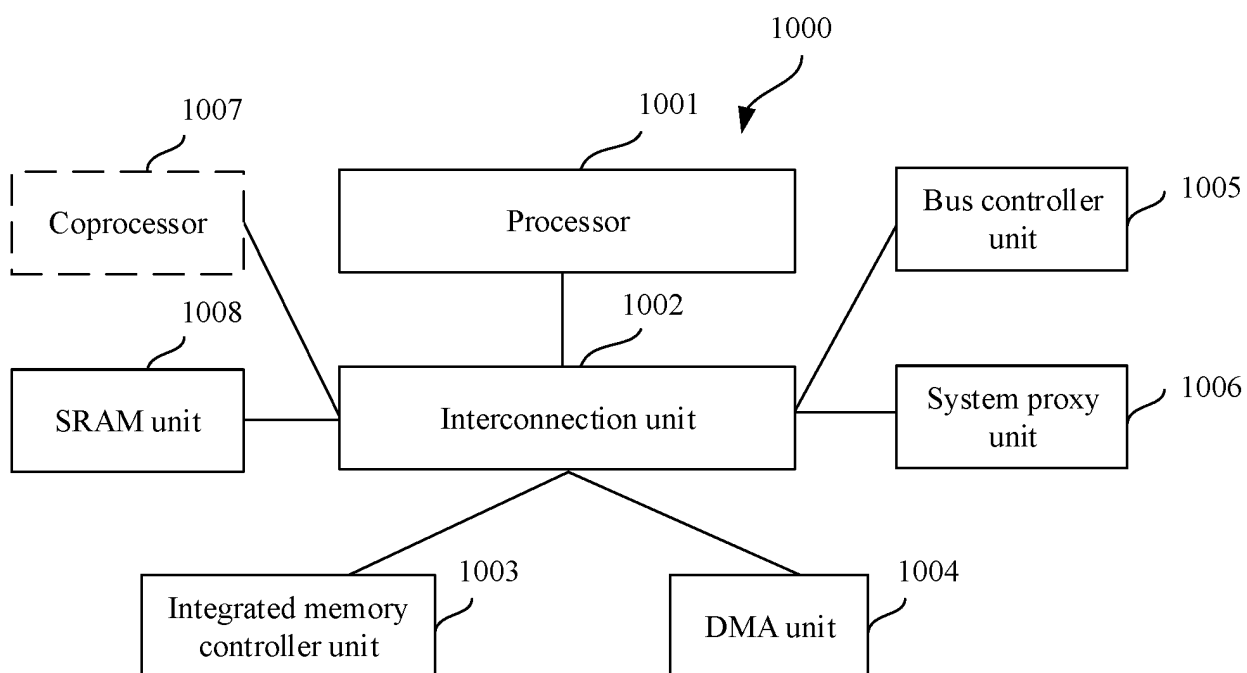 1000
1007
1001
Coprocessor
Processor
Bus controller
unit
1005
1008
1002
SRAM unit
Interconnection unit
System proxy
unit
1006
1003
1004
Integrated memory
controller unit
DMA unit